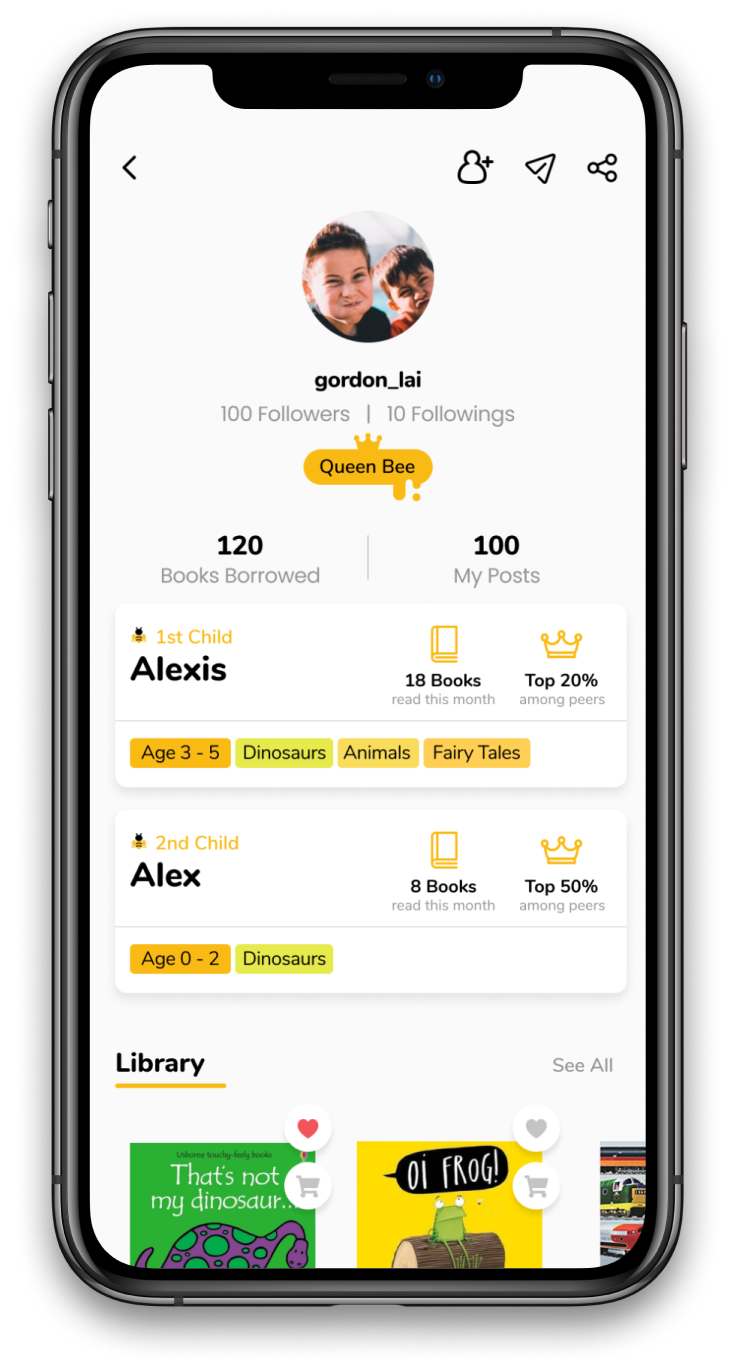 gordon_lai
100 Followers | 10 Followings
Queen Bee
120 100
Books Borrowed My Posts
1st Child
Alexis
18 Books Top 20%
read this month among peers
Age 3 - 5 Dinosaurs Animals Fairy Tales
2nd Child
Alex
8 Books Top 50%
read this month among peers
Age 0 - 2 Dinosaurs
Library See All
Usborne touchy-feely books
That's not
my dinosaur...
OI FROG!